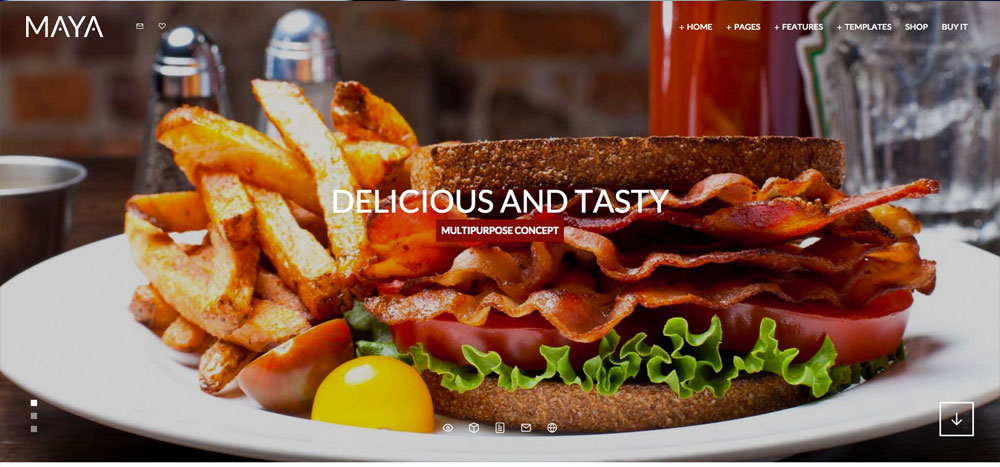 MAYA
+ HOME + PAGES + FEATURES + TEMPLATES SHOP BUY IT
DELICIOUS AND TASTY
MULTIPURPOSE CONCEPT